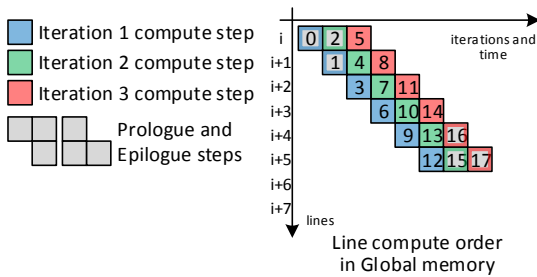 Iteration 1 compute step
Iteration 2 compute step
Iteration 3 compute step
Prologue and
Epilogue steps
iterations and
time
i 0 2 5
i+1 1 4 8
i+2 3 7 11
i+3 6 10 14
i+4 9 13 16
i+5 12 15 17
i+6
i+7
lines
Line compute order
in Global memory